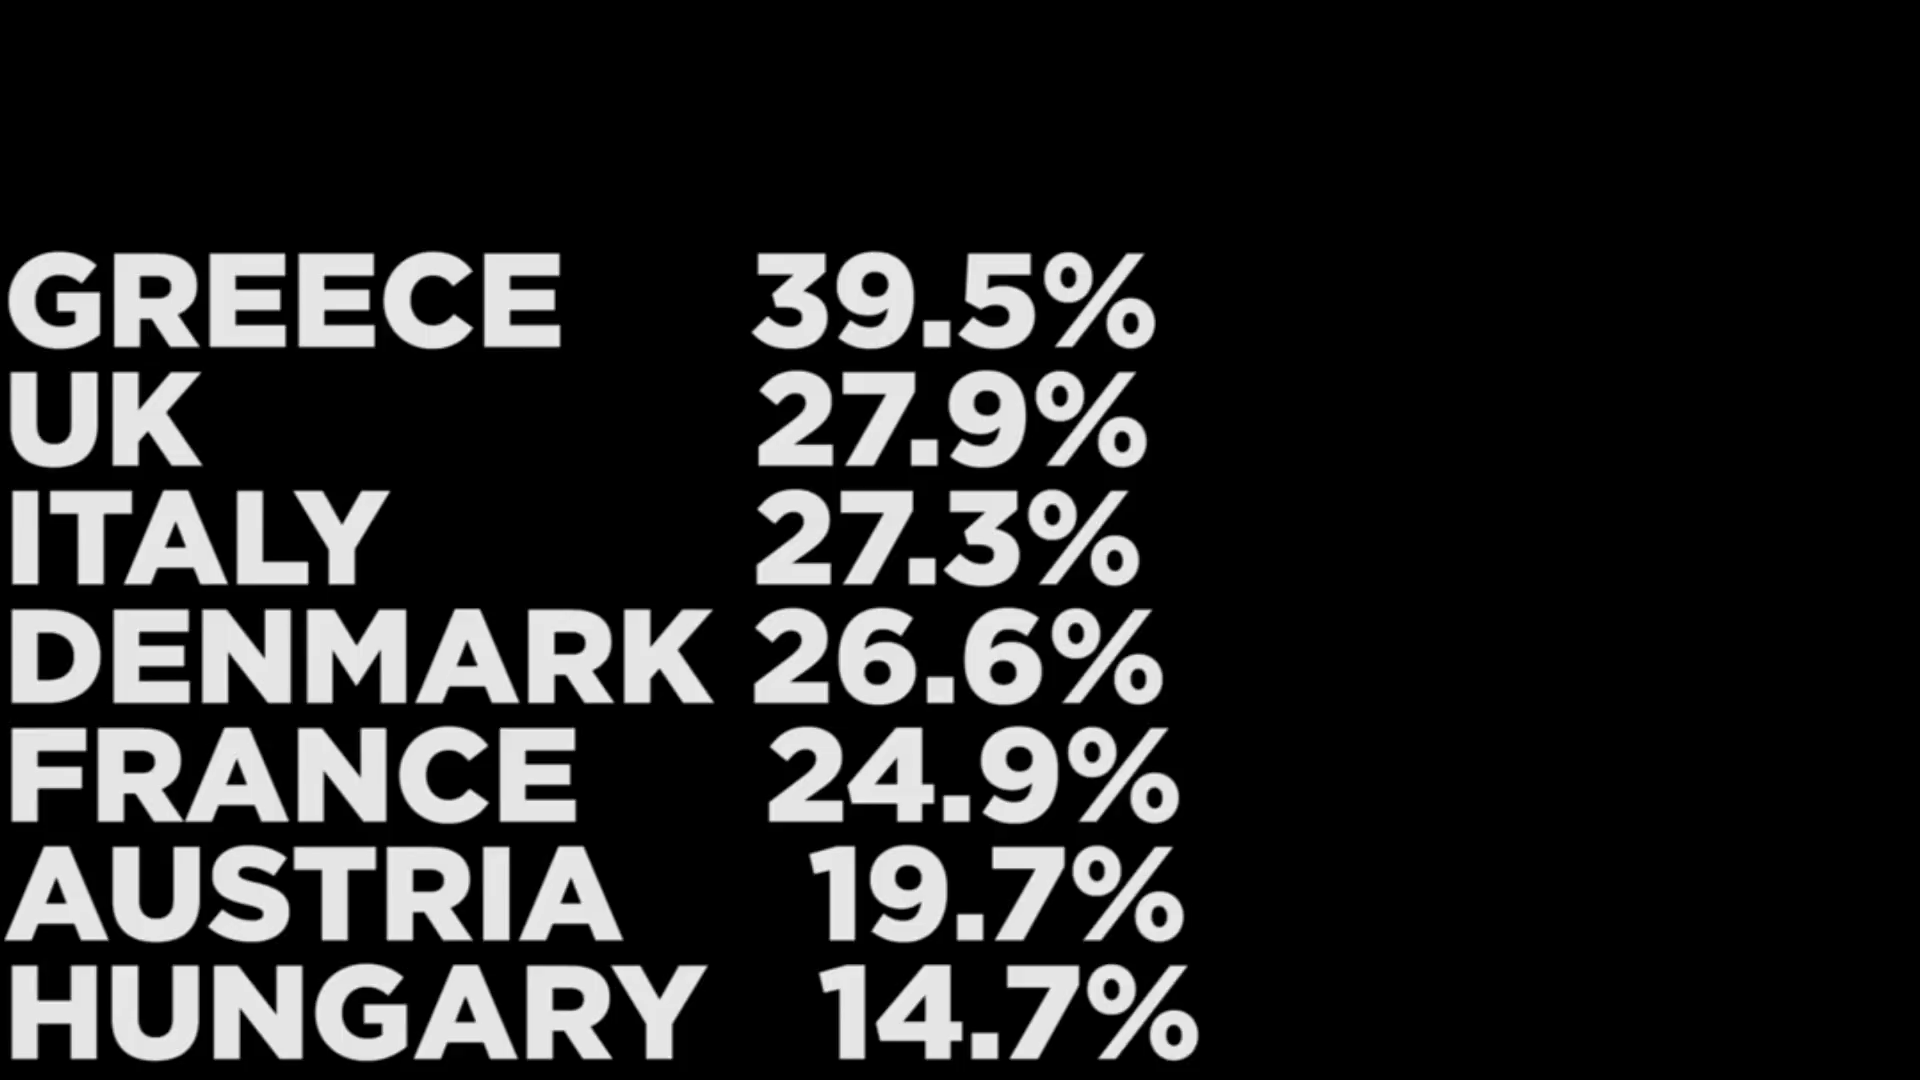 GREECE 39.5%
UK 27.9%
ITALY 27.3%
DENMARK 26.6%
FRANCE 24.9%
AUSTRIA 19.7%
HUNGARY 14.7%